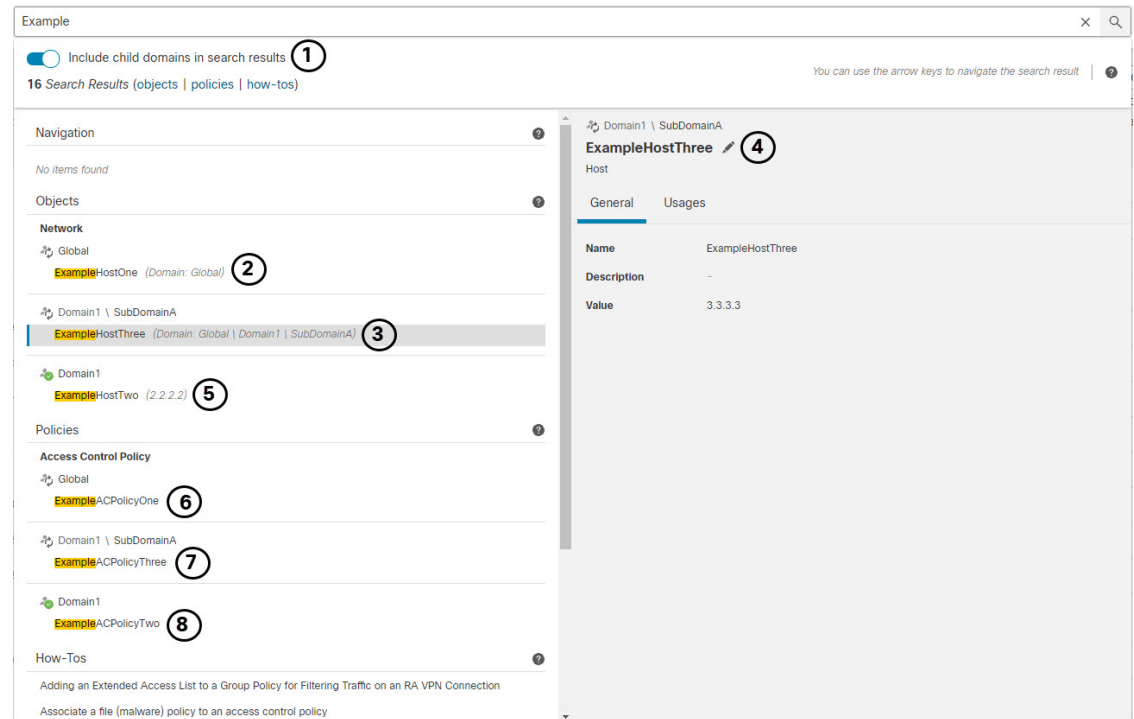 Example
Include child domains in search results 1
16 Search Results (objects | policies | how-tos)
You can use the arrow keys to navigate the search result
Navigation
No items found
Objects
Network
Global
ExampleHostOne (Domain: Global) 2
Domain1 \ SubDomainA
ExampleHostThree (Domain: Global \ Domain1 \ SubDomainA) 3
Domain1
ExampleHostTwo (2.2.2.2) 5
Policies
Access Control Policy
Global
ExampleACPolicyOne 6
Domain1 \ SubDomainA
ExampleACPolicyThree 7
Domain1
ExampleACPolicyTwo 8
How-Tos
Adding an Extended Access List to a Group Policy for Filtering Traffic on an RA VPN Connection
Associate a file (malware) policy to an access control policy
Domain1 \ SubDomainA
ExampleHostThree 4
Host
General Usages
Name ExampleHostThree
Description –
Value 3.3.3.3